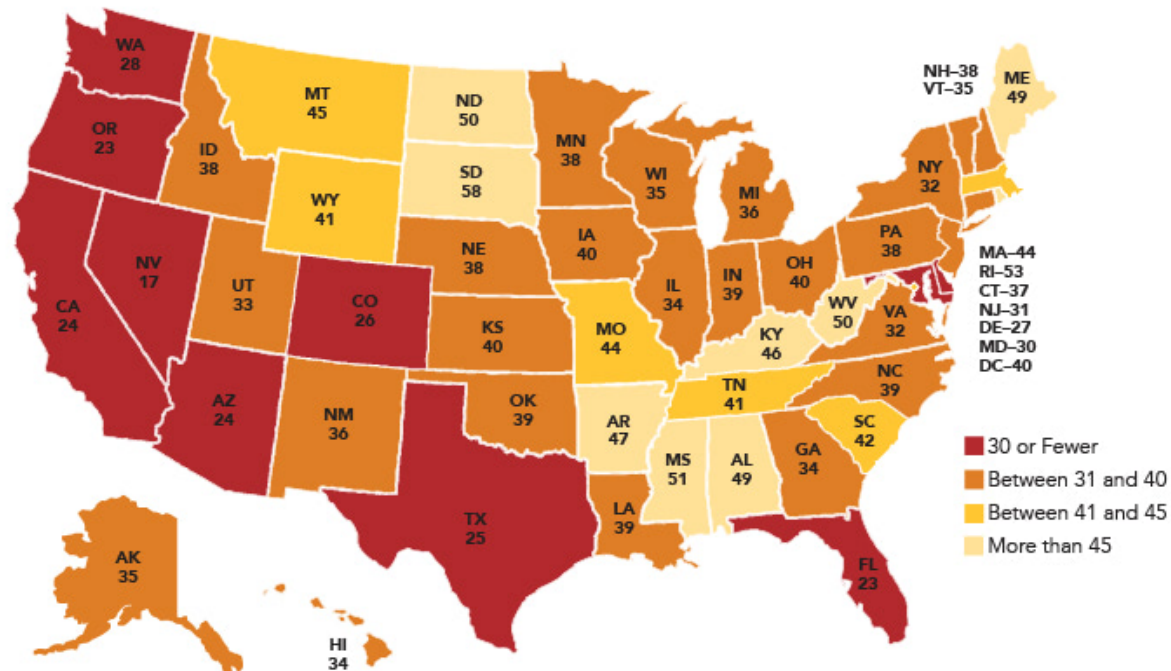 WA
28
OR
23
CA
24
NV
17
ID
38
MT
45
WY
41
UT
33
CO
26
AZ
24
NM
36
ND
50
SD
58
NE
38
KS
40
OK
39
TX
25
MN
38
IA
40
MO
44
AR
47
LA
39
WI
35
IL
34
MI
36
IN
39
OH
40
KY
46
TN
41
MS
51
AL
49
GA
34
FL
23
SC
42
NC
39
VA
32
WV
50
PA
38
NY
32
ME
49
NH–38
VT–35
MA–44
RI–53
CT–37
NJ–31
DE–27
MD–30
DC–40
AK
35
HI
34
30 or Fewer
Between 31 and 40
Between 41 and 45
More than 45